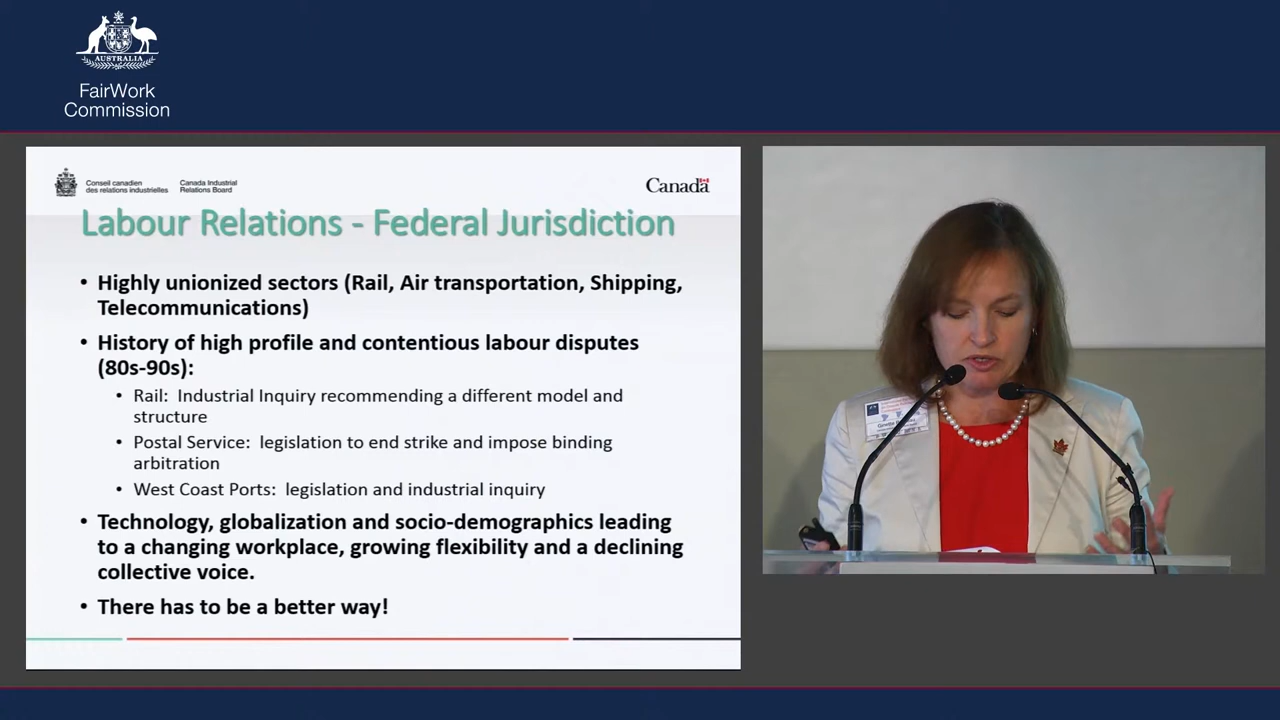 AUSTRALIA
FairWork
Commission
Conseil canadien
des relations industrielles
Canada Industrial
Relations Board
Canada
Labour Relations - Federal Jurisdiction
• Highly unionized sectors (Rail, Air transportation, Shipping,
Telecommunications)
• History of high profile and contentious labour disputes
(80s-90s):
• Rail: Industrial Inquiry recommending a different model and
structure
• Postal Service: legislation to end strike and impose binding
arbitration
• West Coast Ports: legislation and industrial inquiry
• Technology, globalization and socio-demographics leading
to a changing workplace, growing flexibility and a declining
collective voice.
• There has to be a better way!